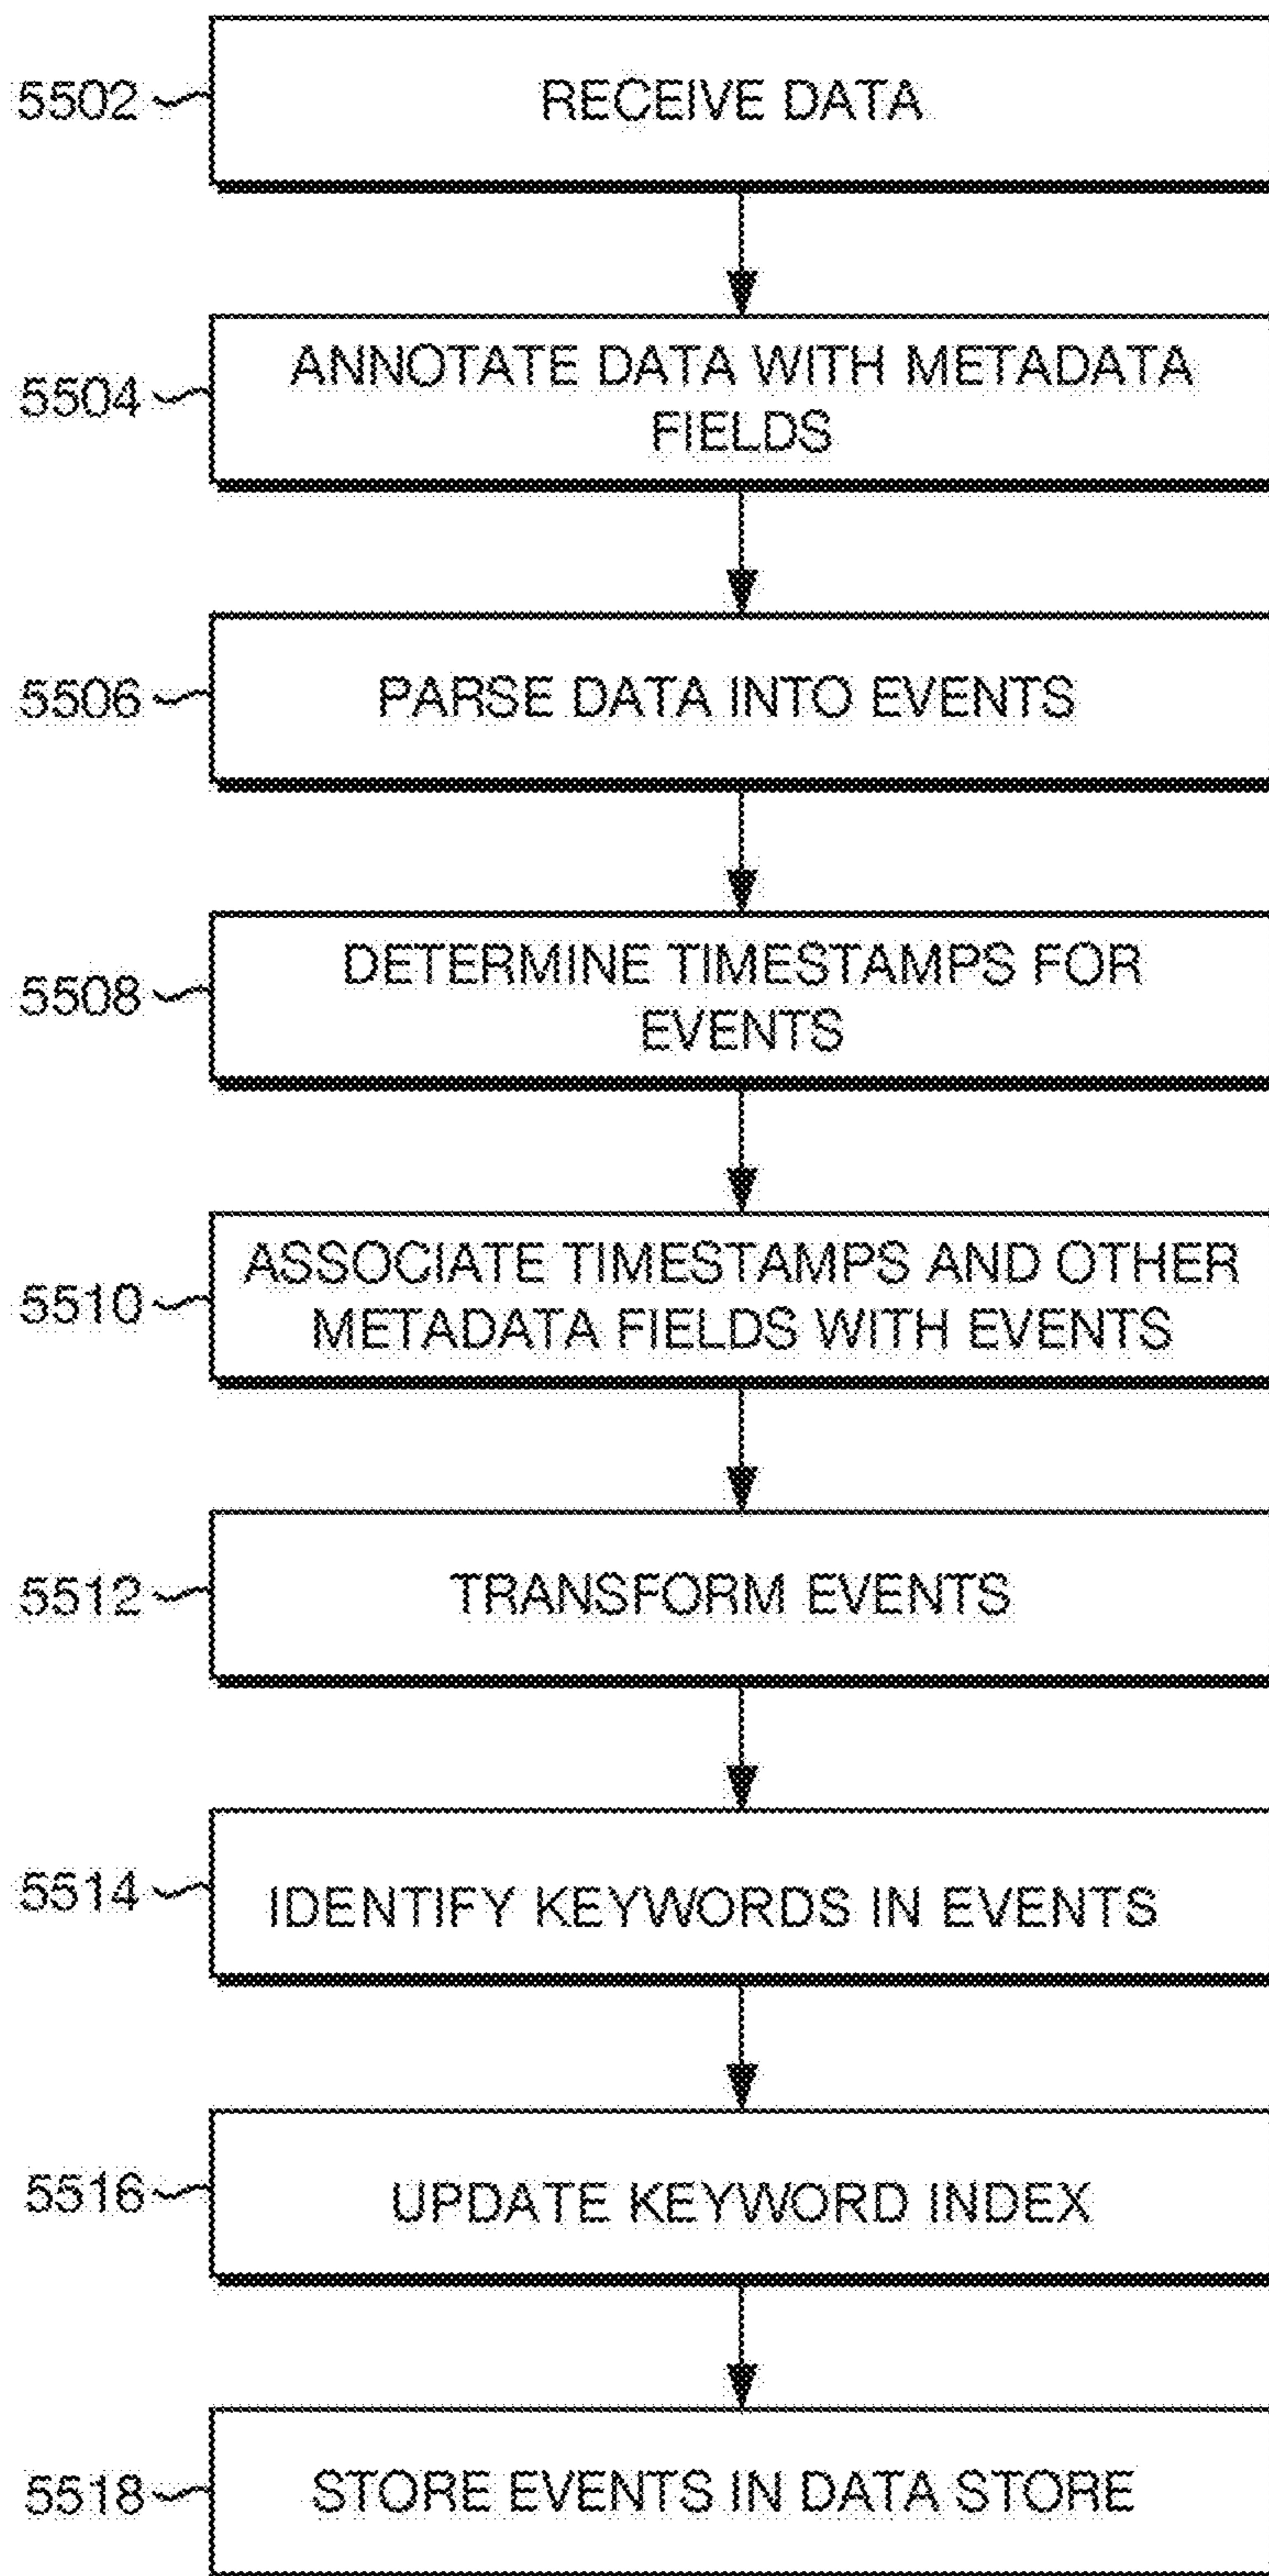 5502
RECEIVE DATA
5504
ANNOTATE DATA WITH METADATA
FIELDS
5506
PARSE DATA INTO EVENTS
5508
DETERMINE TIMESTAMPS FOR
EVENTS
5510
ASSOCIATE TIMESTAMPS AND OTHER
METADATA FIELDS WITH EVENTS
5512
TRANSFORM EVENTS
5514
IDENTIFY KEYWORDS IN EVENTS
5516
UPDATE KEYWORD INDEX
5518
STORE EVENTS IN DATA STORE